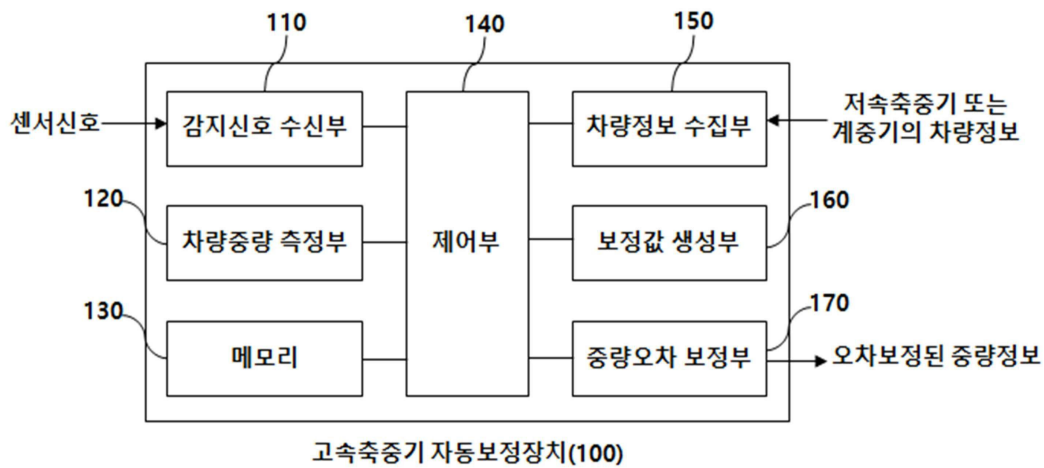 110
140
150
센서신호
감지신호 수신부
차량정보 수집부
저속축중기 또는
계중기의 차량정보
120
차량중량 측정부
제어부
보정값 생성부
160
130
메모리
중량오차 보정부
170
오차보정된 중량정보
고속축중기 자동보정장치(100)